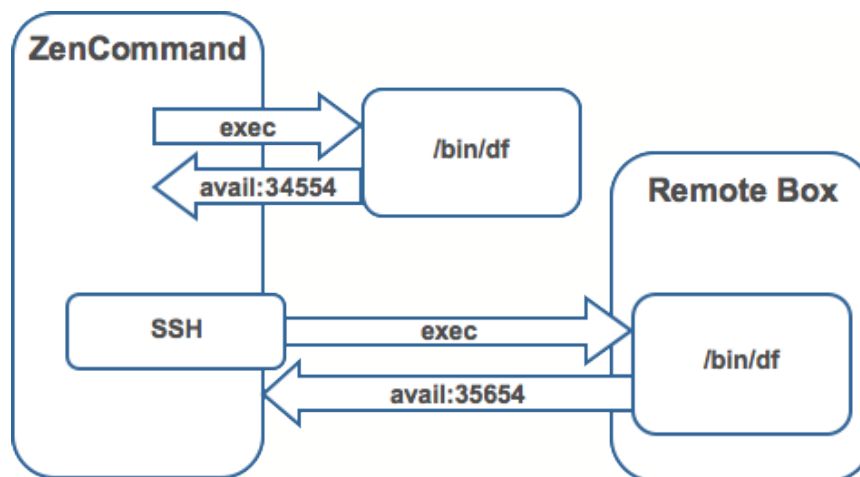 ZenCommand
exec
/bin/df
avail:34554
Remote Box
SSH
exec
/bin/df
avail:35654